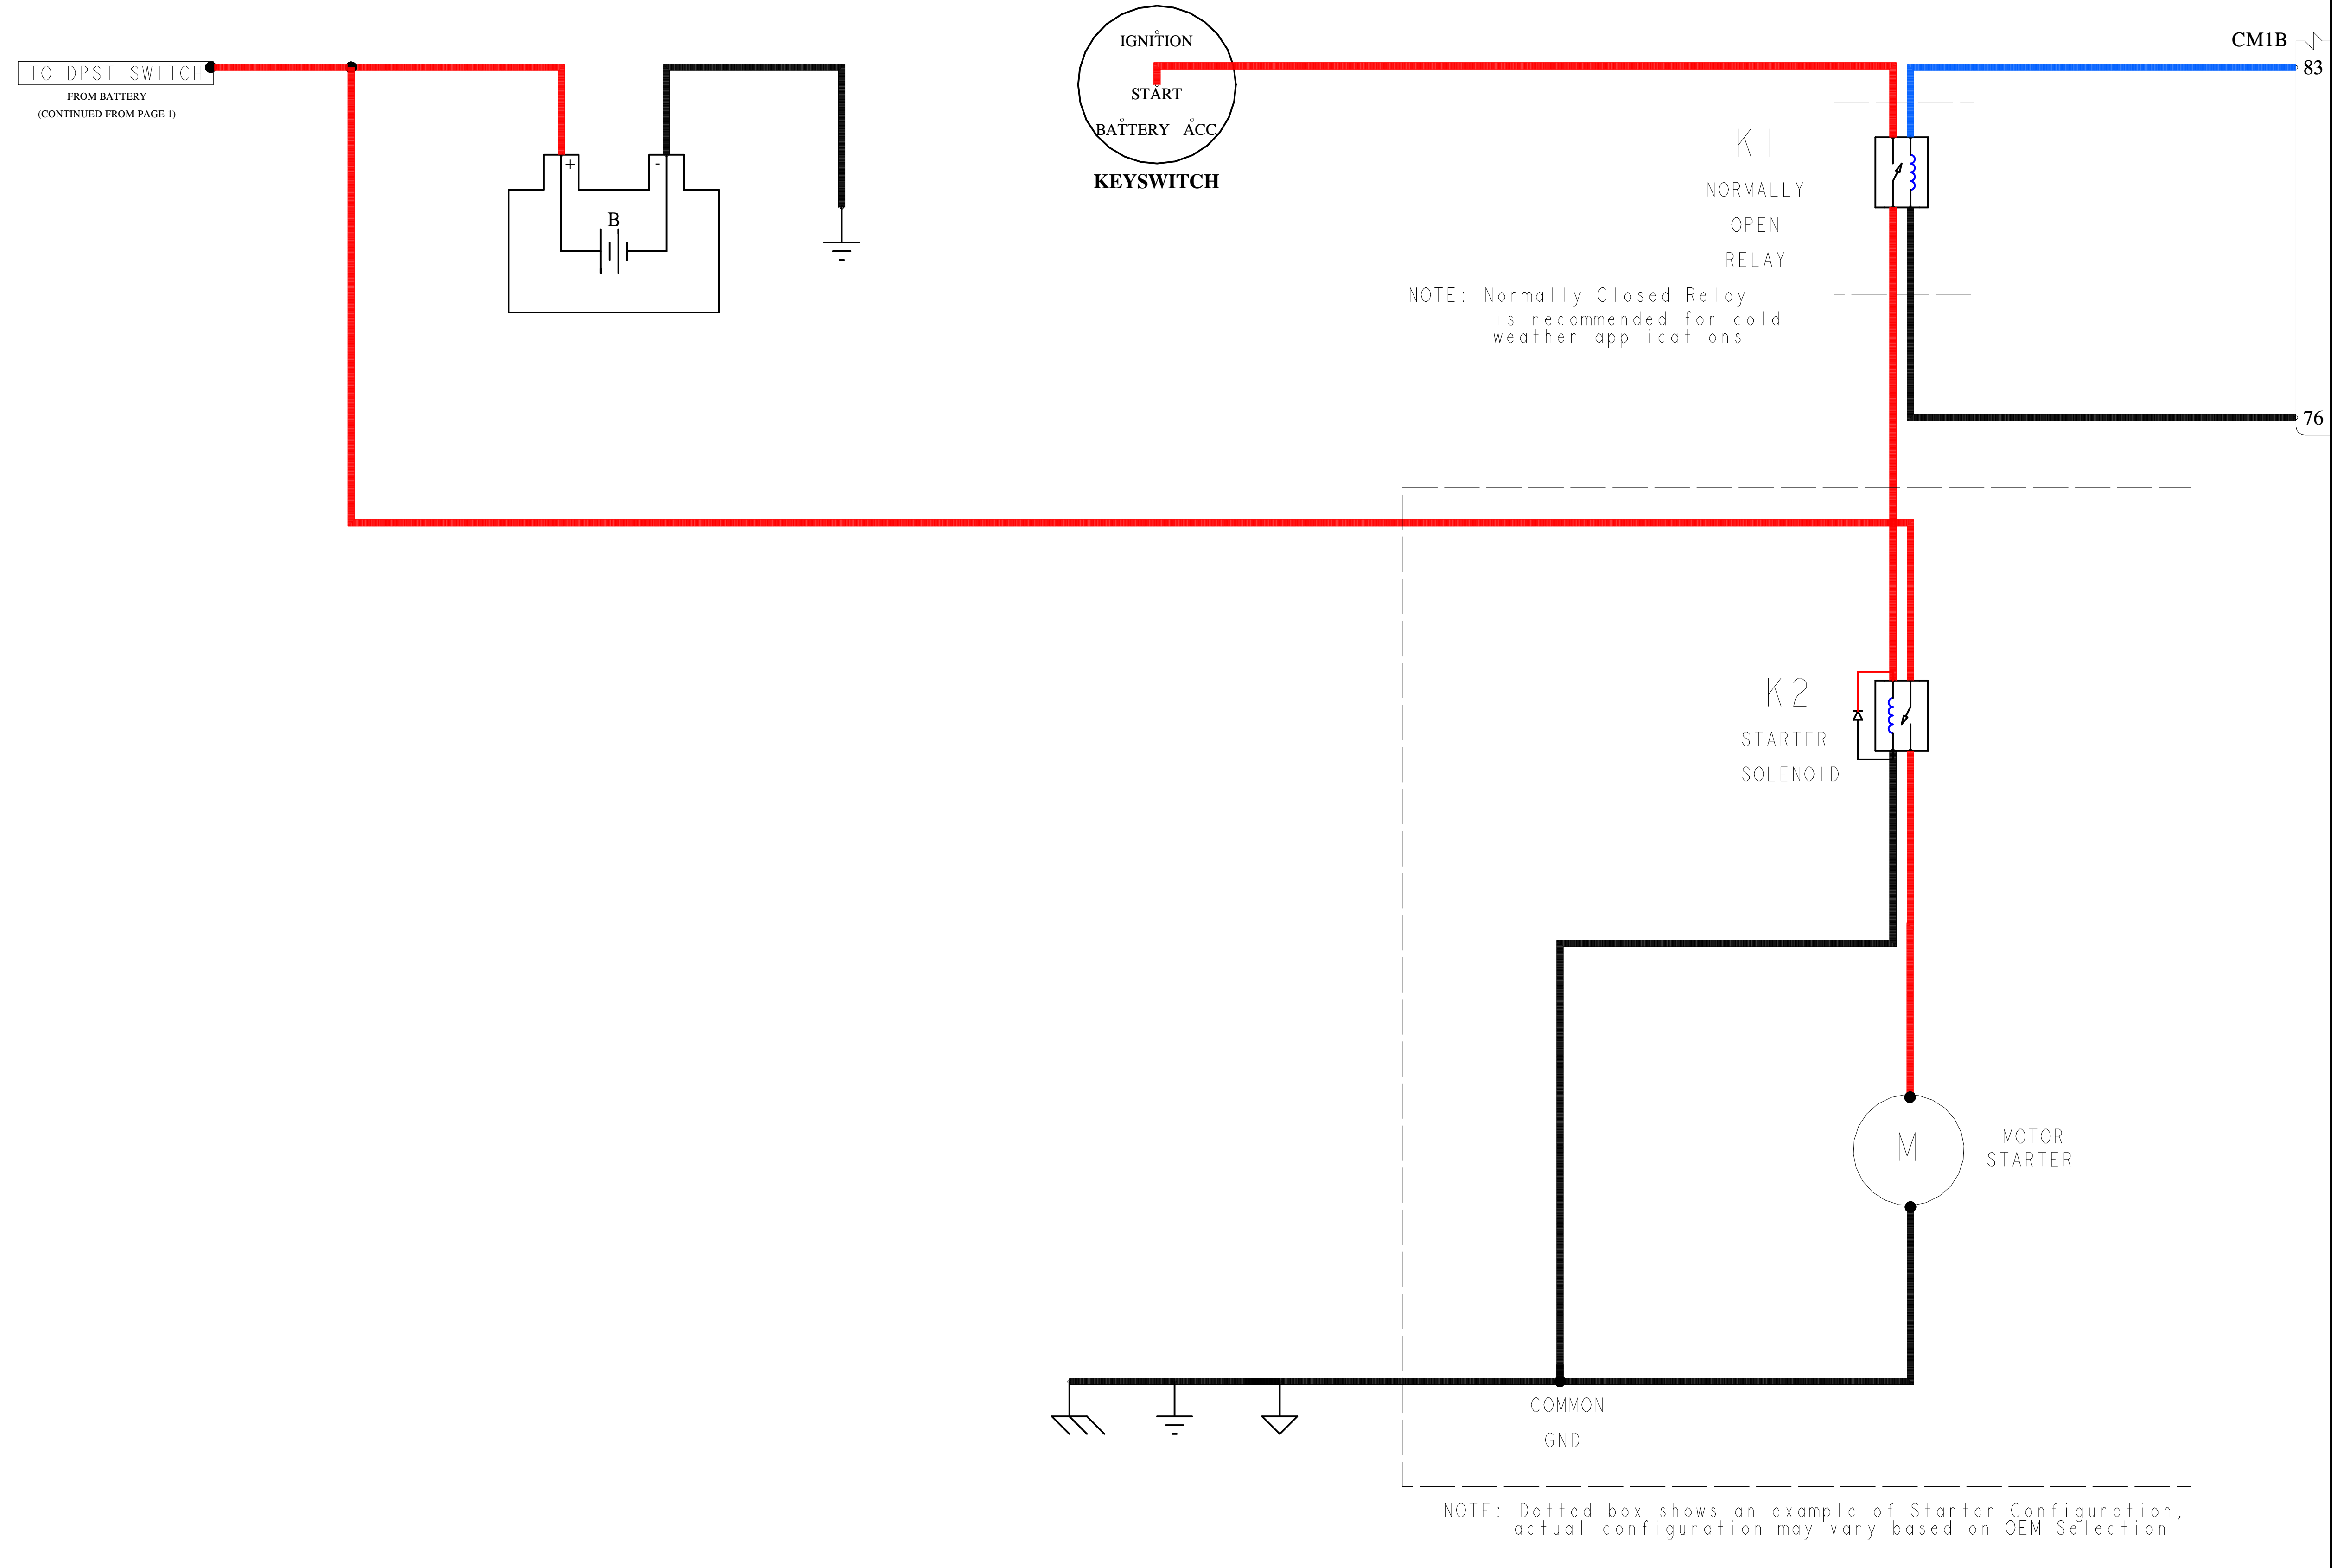 TO DPST SWITCH
FROM BATTERY
(CONTINUED FROM PAGE 1)
+
-
B
IGNITION
START
BATTERY ACC
KEYSWITCH
K1
NORMALLY
OPEN
RELAY
NOTE: Normally Closed Relay
is recommended for cold
weather applications
CM1B
83
76
K2
STARTER
SOLENOID
M
MOTOR
STARTER
COMMON
GND
NOTE: Dotted box shows an example of Starter Configuration,
actual configuration may vary based on OEM Selection